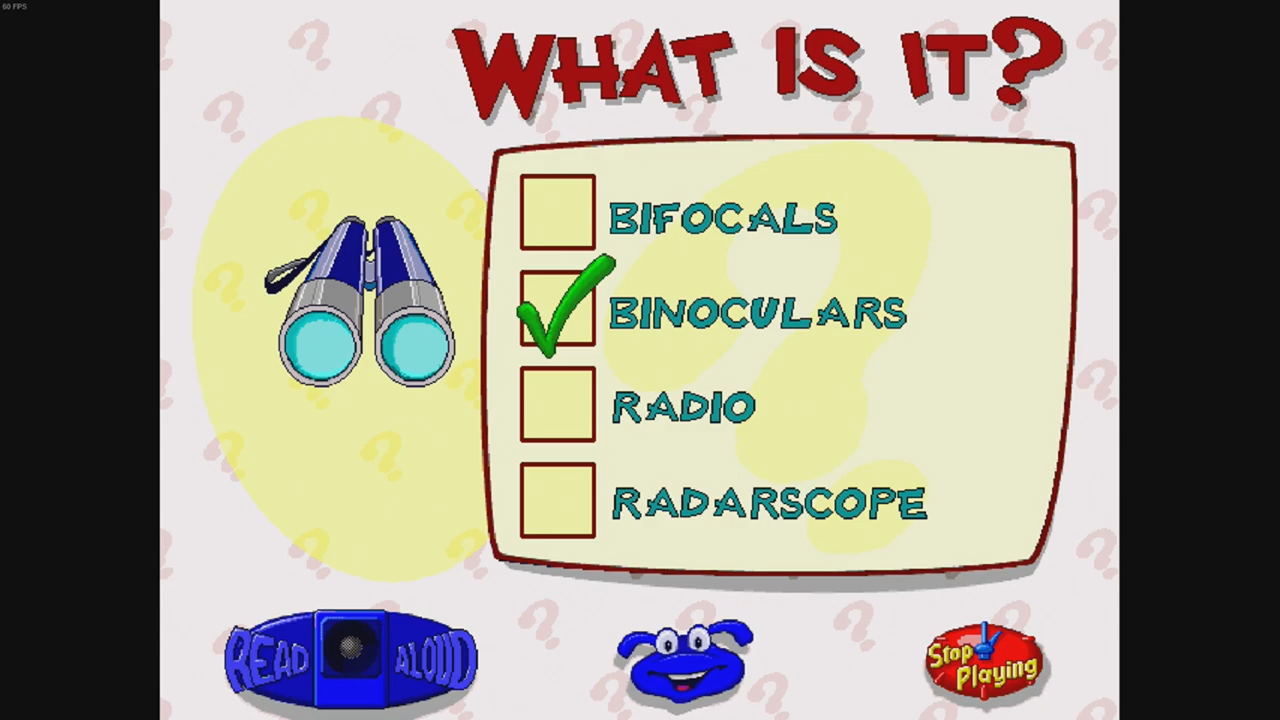 60 FPS
WHAT IS IT?
BIFOCALS
BINOCULARS
RADIO
RADARSCOPE
READ ALOUD
Stop
Playing